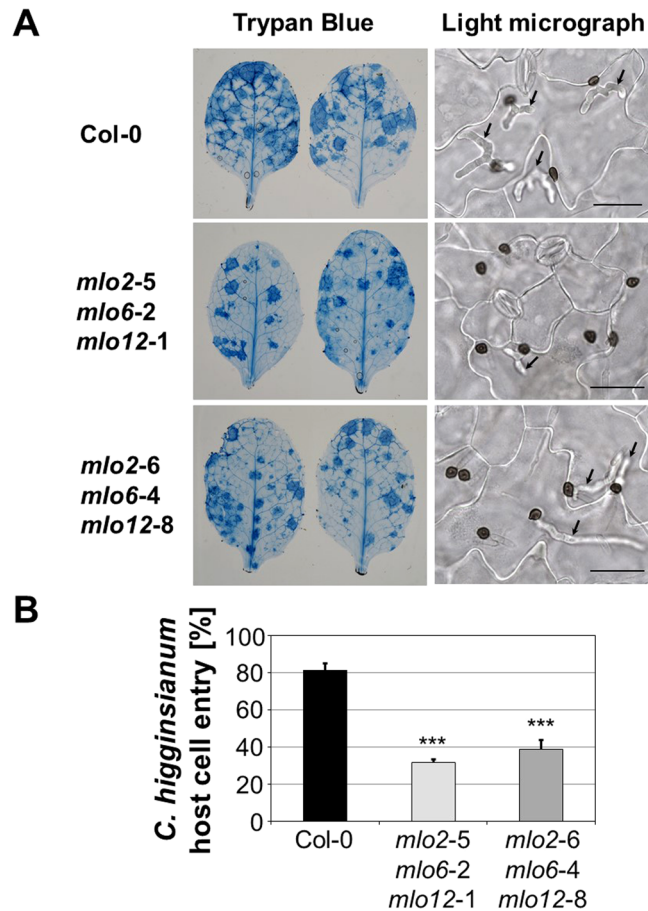 A
Trypan Blue
Light micrograph
Col-0
mlo2-5
mlo6-2
mlo12-1
mlo2-6
mlo6-4
mlo12-8
B
C. higginsianum
host cell entry [%]
100
80
60
40
20
0
***
***
Col-0
mlo2-5
mlo6-2
mlo12-1
mlo2-6
mlo6-4
mlo12-8